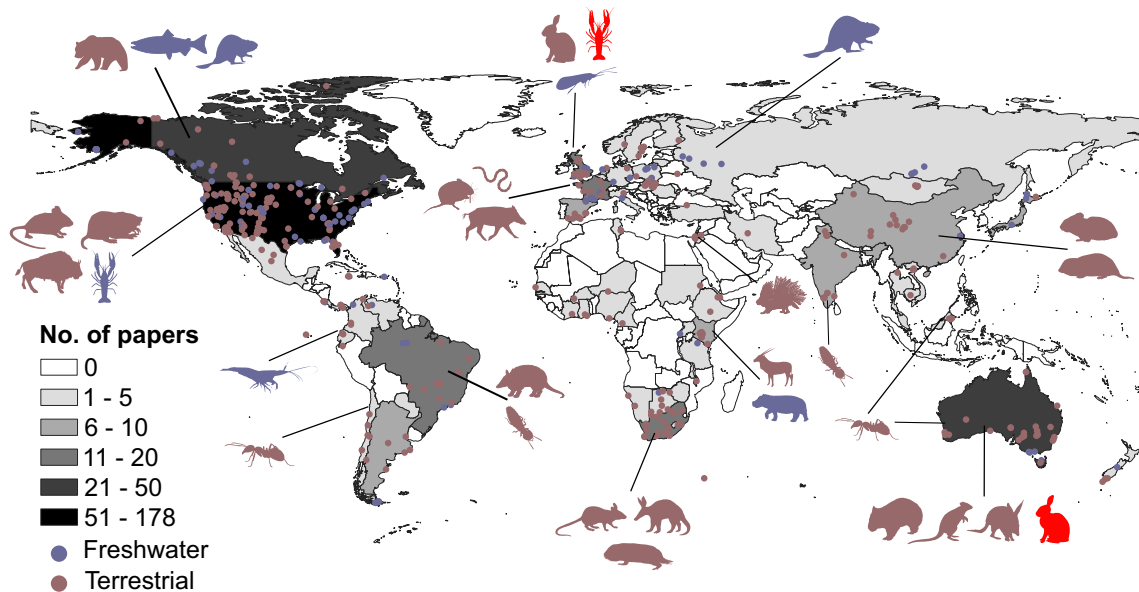 No. of papers
0
1 - 5
6 - 10
11 - 20
21 - 50
51 - 178
Freshwater
Terrestrial